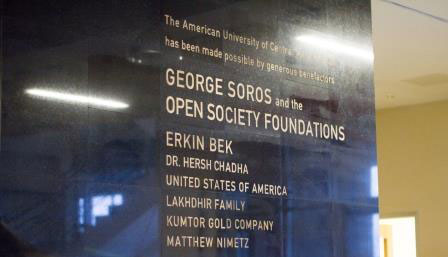 The American University of Central
has been made possible by generous benefactors
GEORGE SOROS and the
OPEN SOCIETY FOUNDATIONS
ERKIN BEK
DR. HERSH CHADHA
UNITED STATES OF AMERICA
LAKHDHIR FAMILY
KUMTOR GOLD COMPANY
MATTHEW NIMETZ